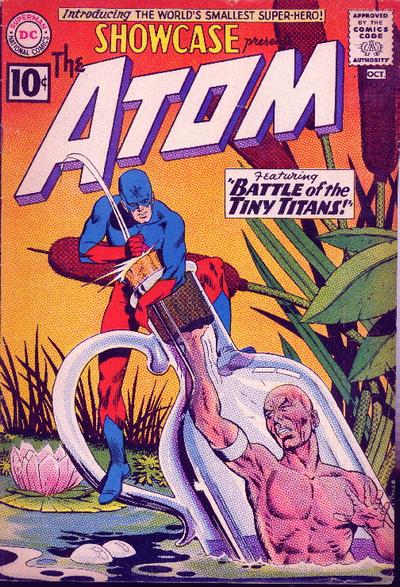 Introducing THE WORLD'S SMALLEST SUPER-HERO!
SUPERMAN
DC
NATIONAL COMICS
APPROVED
BY THE
COMICS
CODE
CA
AUTHORITY
SHOWCASE presents
10¢
The
ATOM
OCT.
Featuring
"BATTLE of the
TINY TITANS!"